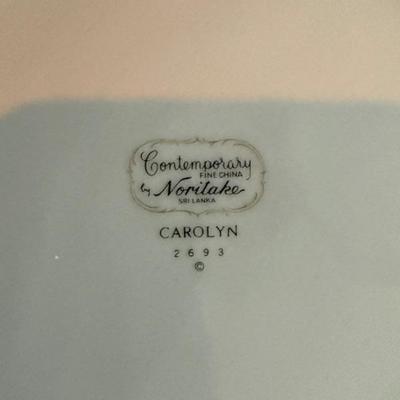 Contemporary
FINE CHINA
by Noritake
SRI LANKA
CAROLYN
2693
©